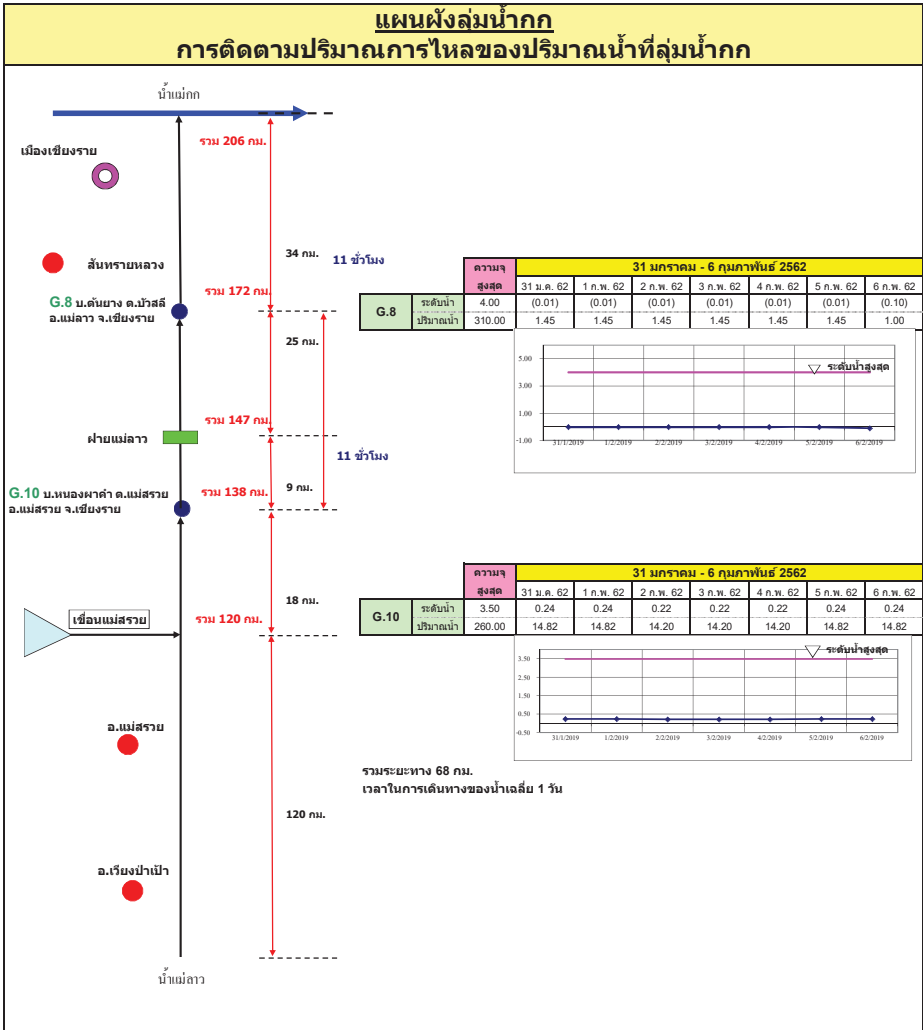 แผนผังลุ่มน้ำกก
การติดตามปริมาณการไหลของปริมาณน้ำที่ลุ่มน้ำกก
น้ำแม่กก
รวม 206 กม.
เมืองเชียงราย
34 กม.
11 ชั่วโมง
สันทรายหลวง
รวม 172 กม.
G.8 บ.ต้นยาง ต.บัวสลี
อ.แม่ลาว จ.เชียงราย
25 กม.
รวม 147 กม.
ฝายแม่ลาว
11 ชั่วโมง
9 กม.
G.10 บ.หนองผาคำ ต.แม่สรวย
อ.แม่สรวย จ.เชียงราย
รวม 138 กม.
18 กม.
เขื่อนแม่สรวย
รวม 120 กม.
อ.แม่สรวย
120 กม.
อ.เวียงป่าเป้า
น้ำแม่ลาว
ความจุ 31 มกราคม - 6 กุมภาพันธ์ 2562
สูงสุด 31 ม.ค. 62 1 ก.พ. 62 2 ก.พ. 62 3 ก.พ. 62 4 ก.พ. 62 5 ก.พ. 62 6 ก.พ. 62
G.8 ระดับน้ำ 4.00 (0.01) (0.01) (0.01) (0.01) (0.01) (0.01) (0.10)
ปริมาณน้ำ 310.00 1.45 1.45 1.45 1.45 1.45 1.45 1.00
ระดับน้ำสูงสุด
5.00
3.00
1.00
-1.00
31/1/2019 1/2/2019 2/2/2019 3/2/2019 4/2/2019 5/2/2019 6/2/2019
ความจุ 31 มกราคม - 6 กุมภาพันธ์ 2562
สูงสุด 31 ม.ค. 62 1 ก.พ. 62 2 ก.พ. 62 3 ก.พ. 62 4 ก.พ. 62 5 ก.พ. 62 6 ก.พ. 62
G.10 ระดับน้ำ 3.50 0.24 0.24 0.22 0.22 0.22 0.24 0.24
ปริมาณน้ำ 260.00 14.82 14.82 14.20 14.20 14.20 14.82 14.82
ระดับน้ำสูงสุด
3.50
2.50
1.50
0.50
-0.50
31/1/2019 1/2/2019 2/2/2019 3/2/2019 4/2/2019 5/2/2019 6/2/2019
รวมระยะทาง 68 กม.
เวลาในการเดินทางของน้ำเฉลี่ย 1 วัน